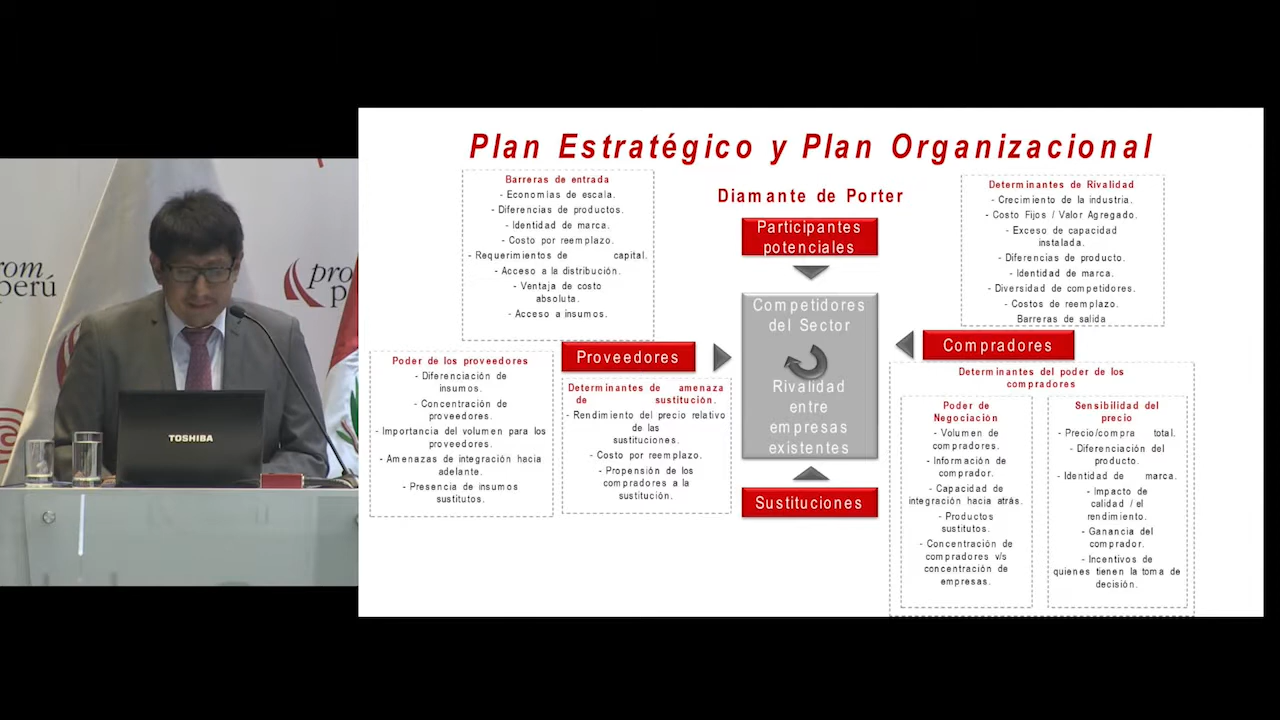 Plan Estratégico y Plan Organizacional
Diamante de Porter
Barreras de entrada
- Economías de escala.
- Diferencias de productos.
- Identidad de marca.
- Costo por reemplazo.
- Requerimientos de capital.
- Acceso a la distribución.
- Ventaja de costo
absoluta.
- Acceso a insumos.
Participantes
potenciales
Determinantes de Rivalidad
- Crecimiento de la industria.
- Costo Fijos / Valor Agregado.
- Exceso de capacidad
instalada.
- Diferencias de producto.
- Identidad de marca.
- Diversidad de competidores.
- Costos de reemplazo.
Barreras de salida
Proveedores
Competidores
del Sector
Rivalidad
entre
empresas
existentes
Compradores
Poder de los proveedores
- Diferenciación de
insumos.
- Concentración de
proveedores.
- Importancia del volumen para los
proveedores.
- Amenazas de integración hacia
adelante.
- Presencia de insumos
sustitutos.
Determinantes de amenaza
de sustitución.
- Rendimiento del precio relativo
de las
sustituciones.
- Costo por reemplazo.
- Propensión de los
compradores a la
sustitución.
Sustituciones
Determinantes del poder de los
compradores
Poder de
Negociación
- Volumen de
compradores.
- Información de
comprador.
- Capacidad de
integración hacia atrás.
- Productos
sustitutos.
- Concentración de
compradores v/s
concentración de
empresas.
Sensibilidad del
precio
- Precio/compra total.
- Diferenciación del
producto.
- Identidad de marca.
- Impacto de
calidad / el
rendimiento.
- Ganancia del
comprador.
- Incentivos de
quienes tienen la toma de
decisión.
TOSHIBA
om
perú
prom
p